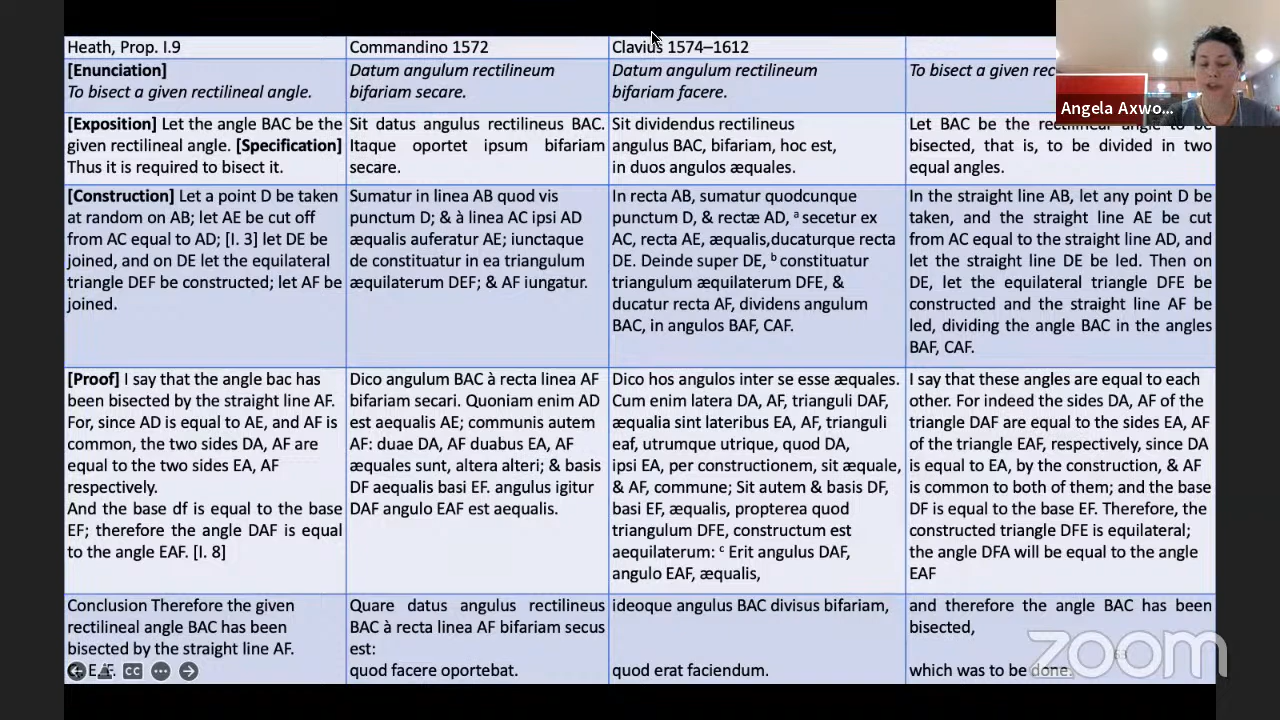 Heath, Prop. I.9
Commandino 1572
Clavius 1574–1612
[Enunciation]
To bisect a given rectilineal angle.
Datum angulum rectilineum
bifariam secare.
Datum angulum rectilineum
bifariam facere.
To bisect a given rec
[Exposition] Let the angle BAC be the
given rectilineal angle. [Specification]
Thus it is required to bisect it.
Sit datus angulus rectilineus BAC.
Itaque oportet ipsum bifariam
secare.
Sit dividendus rectilineus
angulus BAC, bifariam, hoc est,
in duos angulos æquales.
Let BAC be the rectilinear angle to be
bisected, that is, to be divided in two
equal angles.
[Construction] Let a point D be taken
at random on AB; let AE be cut off
from AC equal to AD; [I. 3] let DE be
joined, and on DE let the equilateral
triangle DEF be constructed; let AF be
joined.
Sumatur in linea AB quod vis
punctum D; & à linea AC ipsi AD
æqualis auferatur AE; iunctaque
de constituatur in ea triangulum
æquilaterum DEF; & AF iungatur.
In recta AB, sumatur quodcunque
punctum D, & rectæ AD, ª secetur ex
AC, recta AE, æqualis,ducaturque recta
DE. Deinde super DE, ᵇ constituatur
triangulum æquilaterum DFE, &
ducatur recta AF, dividens angulum
BAC, in angulos BAF, CAF.
In the straight line AB, let any point D be
taken, and the straight line AE be cut
from AC equal to the straight line AD, and
let the straight line DE be led. Then on
DE, let the equilateral triangle DFE be
constructed and the straight line AF be
led, dividing the angle BAC in the angles
BAF, CAF.
[Proof] I say that the angle bac has
been bisected by the straight line AF.
For, since AD is equal to AE, and AF is
common, the two sides DA, AF are
equal to the two sides EA, AF
respectively.
And the base df is equal to the base
EF; therefore the angle DAF is equal
to the angle EAF. [I. 8]
Dico angulum BAC à recta linea AF
bifariam secari. Quoniam enim AD
est aequalis AE; communis autem
AF: duae DA, AF duabus EA, AF
æquales sunt, altera alteri; & basis
DF aequalis basi EF. angulus igitur
DAF angulo EAF est aequalis.
Dico hos angulos inter se esse æquales.
Cum enim latera DA, AF, trianguli DAF,
æqualia sint lateribus EA, AF, trianguli
eaf, utrumque utrique, quod DA,
ipsi EA, per constructionem, sit æquale,
& AF, commune; Sit autem & basis DF,
basi EF, æqualis, propterea quod
triangulum DFE, constructum est
aequilaterum: ᶜ Erit angulus DAF,
angulo EAF, æqualis,
I say that these angles are equal to each
other. For indeed the sides DA, AF of the
triangle DAF are equal to the sides EA, AF
of the triangle EAF, respectively, since DA
is equal to EA, by the construction, & AF
is common to both of them; and the base
DF is equal to the base EF. Therefore, the
constructed triangle DFE is equilateral;
the angle DFA will be equal to the angle
EAF
Conclusion Therefore the given
rectilineal angle BAC has been
bisected by the straight line AF.
Quare datus angulus rectilineus
BAC à recta linea AF bifariam secus
est:
quod facere oportebat.
ideoque angulus BAC divisus bifariam,
quod erat faciendum.
and therefore the angle BAC has been
bisected,
which was to be done.
CC
Angela Axwo...
zoom